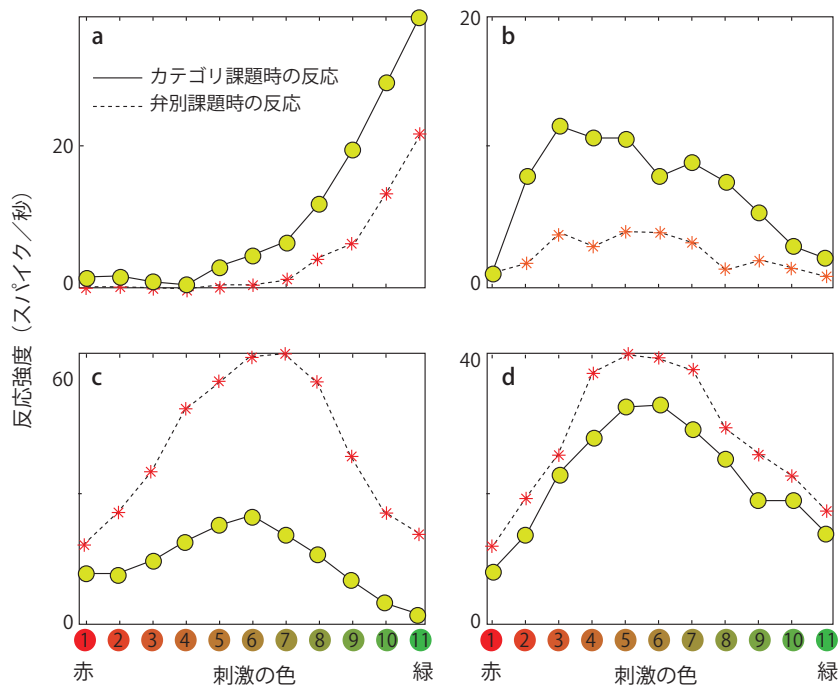 a
カテゴリ課題時の反応
弁別課題時の反応
20
0
b
20
0
反応強度（スパイク／秒）
c
60
0
d
40
0
1 2 3 4 5 6 7 8 9 10 11
赤 刺激の色 緑
1 2 3 4 5 6 7 8 9 10 11
赤 刺激の色 緑